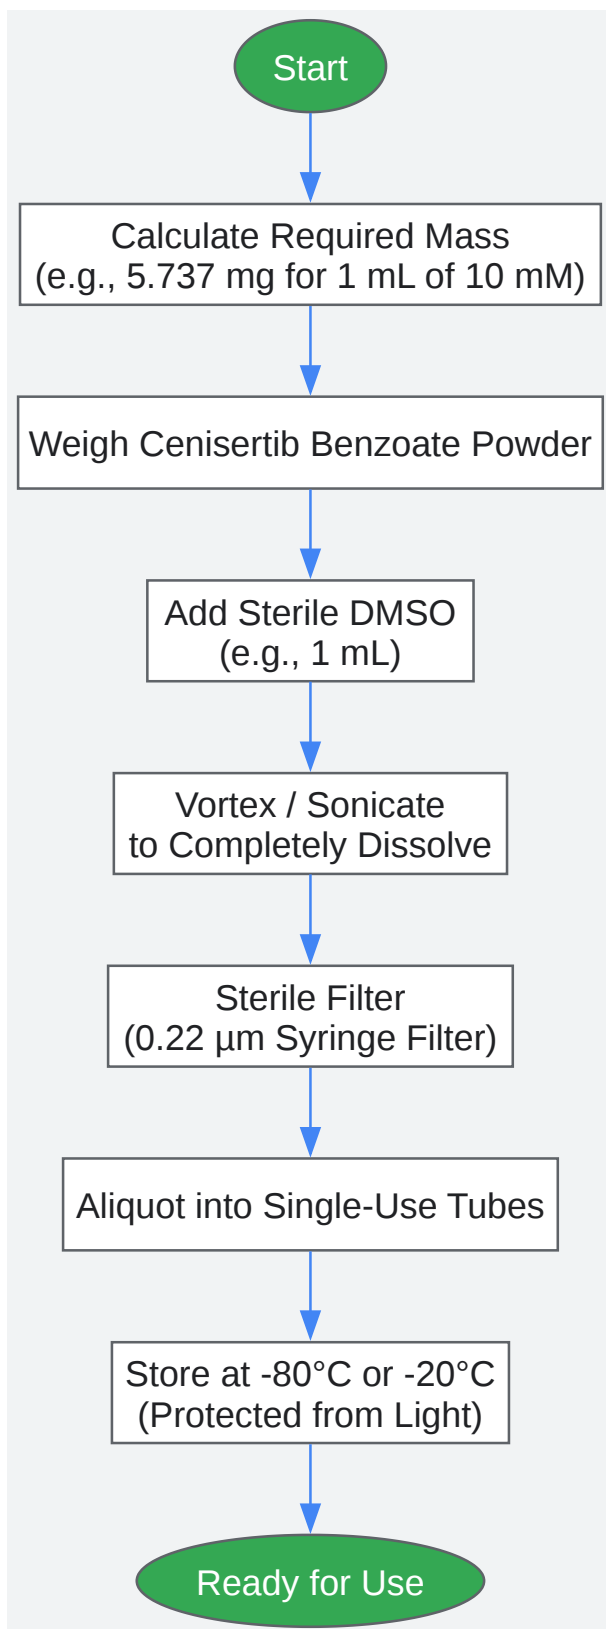 Start
Calculate Required Mass
(e.g., 5.737 mg for 1 mL of 10 mM)
Weigh Cenisertib Benzoate Powder
Add Sterile DMSO
(e.g., 1 mL)
Vortex / Sonicate
to Completely Dissolve
Sterile Filter
(0.22 µm Syringe Filter)
Aliquot into Single-Use Tubes
Store at -80°C or -20°C
(Protected from Light)
Ready for Use